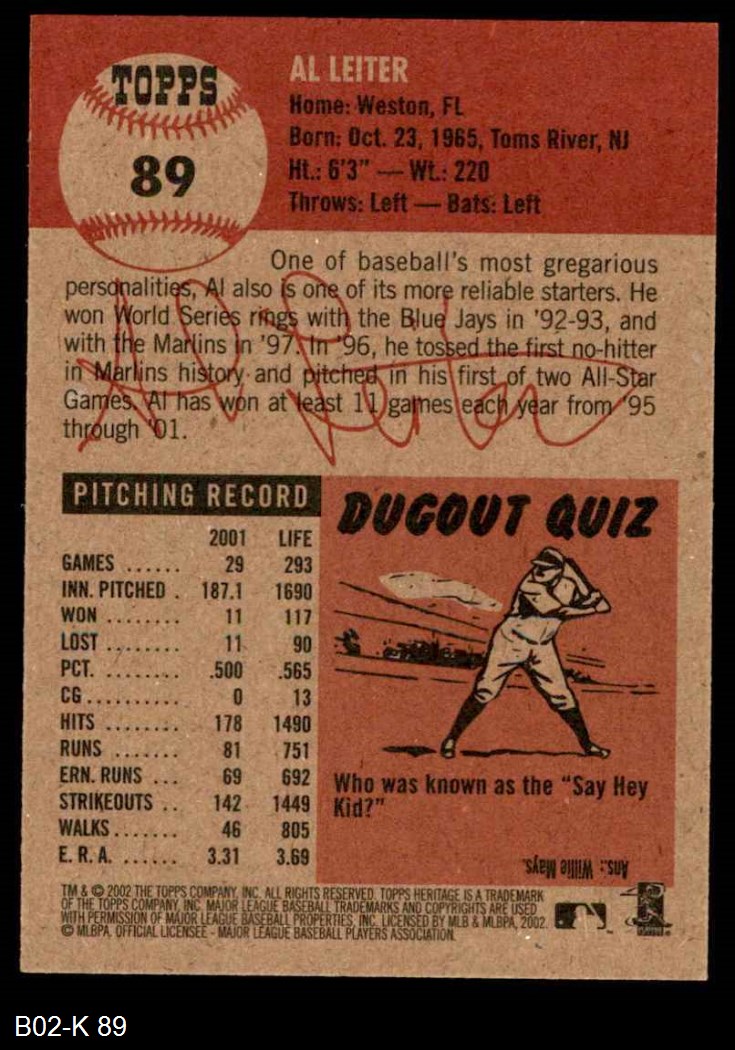 TOPPS
89
AL LEITER
Home: Weston, FL
Born: Oct. 23, 1965, Toms River, NJ
Ht.: 6'3" — Wt.: 220
Throws: Left — Bats: Left
One of baseball's most gregarious
personalities, Al also is one of its more reliable starters. He
won World Series rings with the Blue Jays in '92-93, and
with the Marlins in '97. In '96, he tossed the first no-hitter
in Marlins history and pitched in his first of two All-Star
Games. Al has won at least 11 games each year from '95
through '01.
Al Leiter
PITCHING RECORD
2001 LIFE
GAMES ...... 29 293
INN. PITCHED . 187.1 1690
WON ........ 11 117
LOST ........ 11 90
PCT. ........ .500 .565
CG.......... 0 13
HITS ........ 178 1490
RUNS ....... 81 751
ERN. RUNS ... 69 692
STRIKEOUTS .. 142 1449
WALKS....... 46 805
E. R. A. ...... 3.31 3.69
DUGOUT QUIZ
Who was known as the "Say Hey
Kid?"
Ans.: Willie Mays.
TM & © 2002 THE TOPPS COMPANY, INC. ALL RIGHTS RESERVED. TOPPS HERITAGE IS A TRADEMARK
OF THE TOPPS COMPANY, INC. MAJOR LEAGUE BASEBALL TRADEMARKS AND COPYRIGHTS ARE USED
WITH PERMISSION OF MAJOR LEAGUE BASEBALL PROPERTIES, INC. LICENSED BY MLB & MLBPA, 2002.
© MLBPA. OFFICIAL LICENSEE - MAJOR LEAGUE BASEBALL PLAYERS ASSOCIATION.
B02-K 89